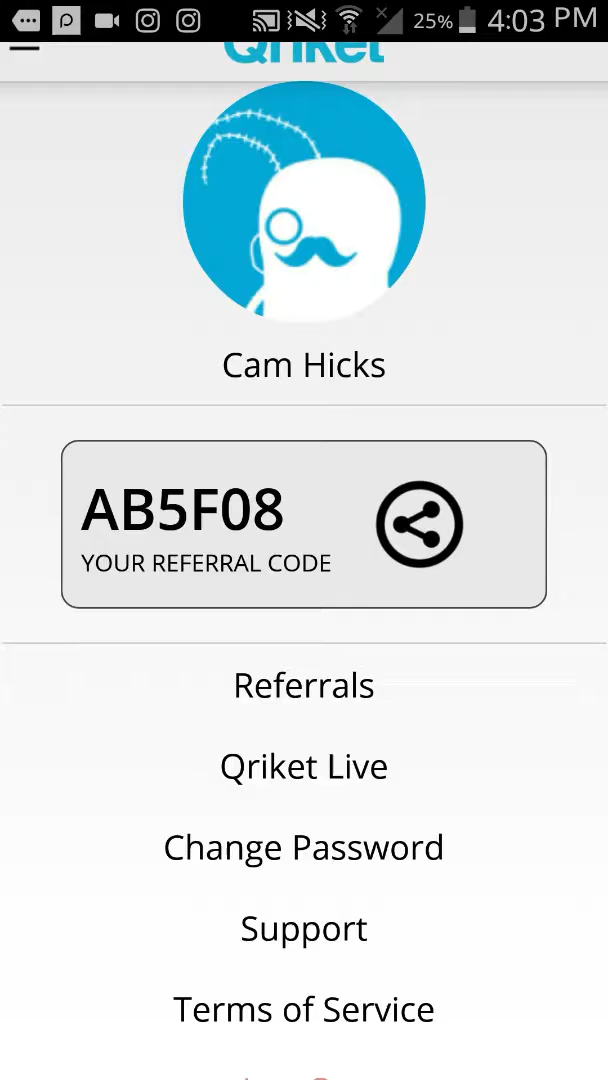 25% 4:03 PM
Qriket
Cam Hicks
AB5F08
YOUR REFERRAL CODE
Referrals
Qriket Live
Change Password
Support
Terms of Service